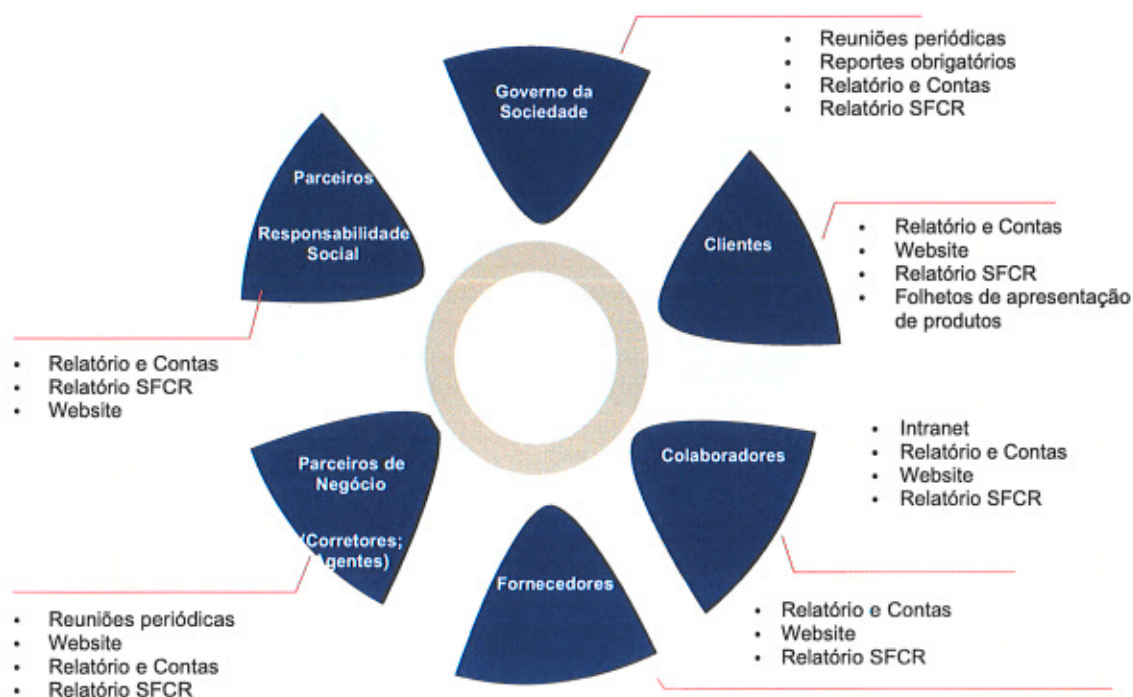 Governo da
Sociedade
• Reuniões periódicas
• Reportes obrigatórios
• Relatório e Contas
• Relatório SFCR
Clientes
• Relatório e Contas
• Website
• Relatório SFCR
• Folhetos de apresentação
de produtos
Colaboradores
• Intranet
• Relatório e Contas
• Website
• Relatório SFCR
Fornecedores
• Relatório e Contas
• Website
• Relatório SFCR
Parceiros de
Negócio
(Corretores;
Agentes)
• Reuniões periódicas
• Website
• Relatório e Contas
• Relatório SFCR
Parceiros
Responsabilidade
Social
• Relatório e Contas
• Relatório SFCR
• Website